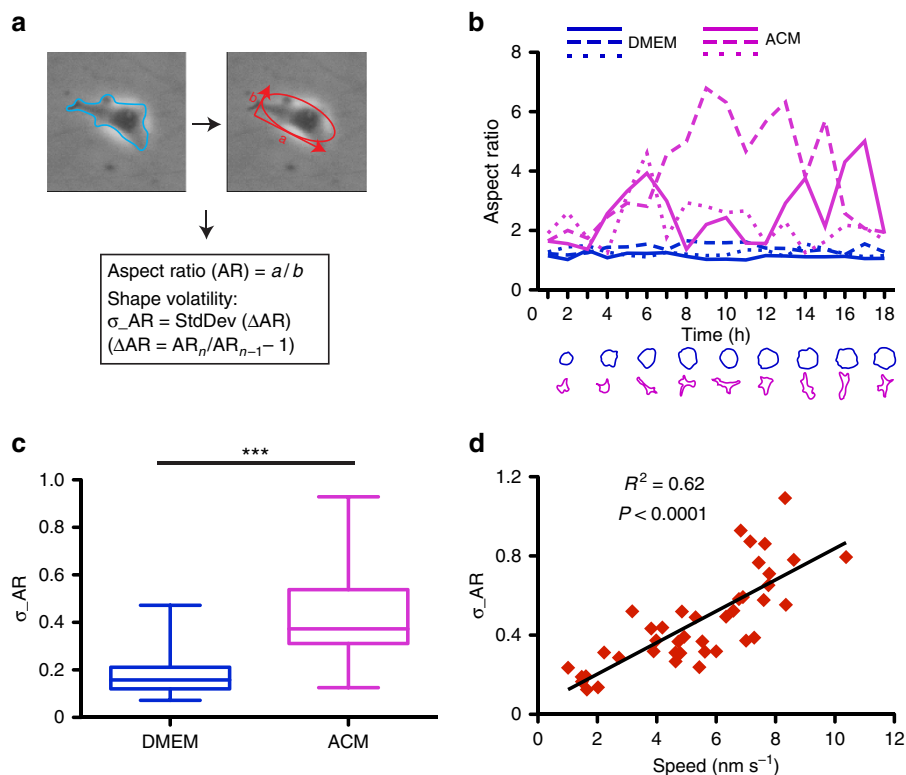 a
b
a
Aspect ratio (AR) = a / b
Shape volatility:
σ_AR = StdDev (ΔAR)
(ΔAR = ARn/ARn−1− 1)
b
DMEM
ACM
8
6
4
2
0
Aspect ratio
2 4 6 8 10 12 14 16 18
Time (h)
c
***
1.0
0.8
0.6
0.4
0.2
0
σ_AR
DMEM
ACM
d
R² = 0.62
P < 0.0001
1.2
0.8
0.4
0
σ_AR
0 2 4 6 8 10 12
Speed (nm s⁻¹)